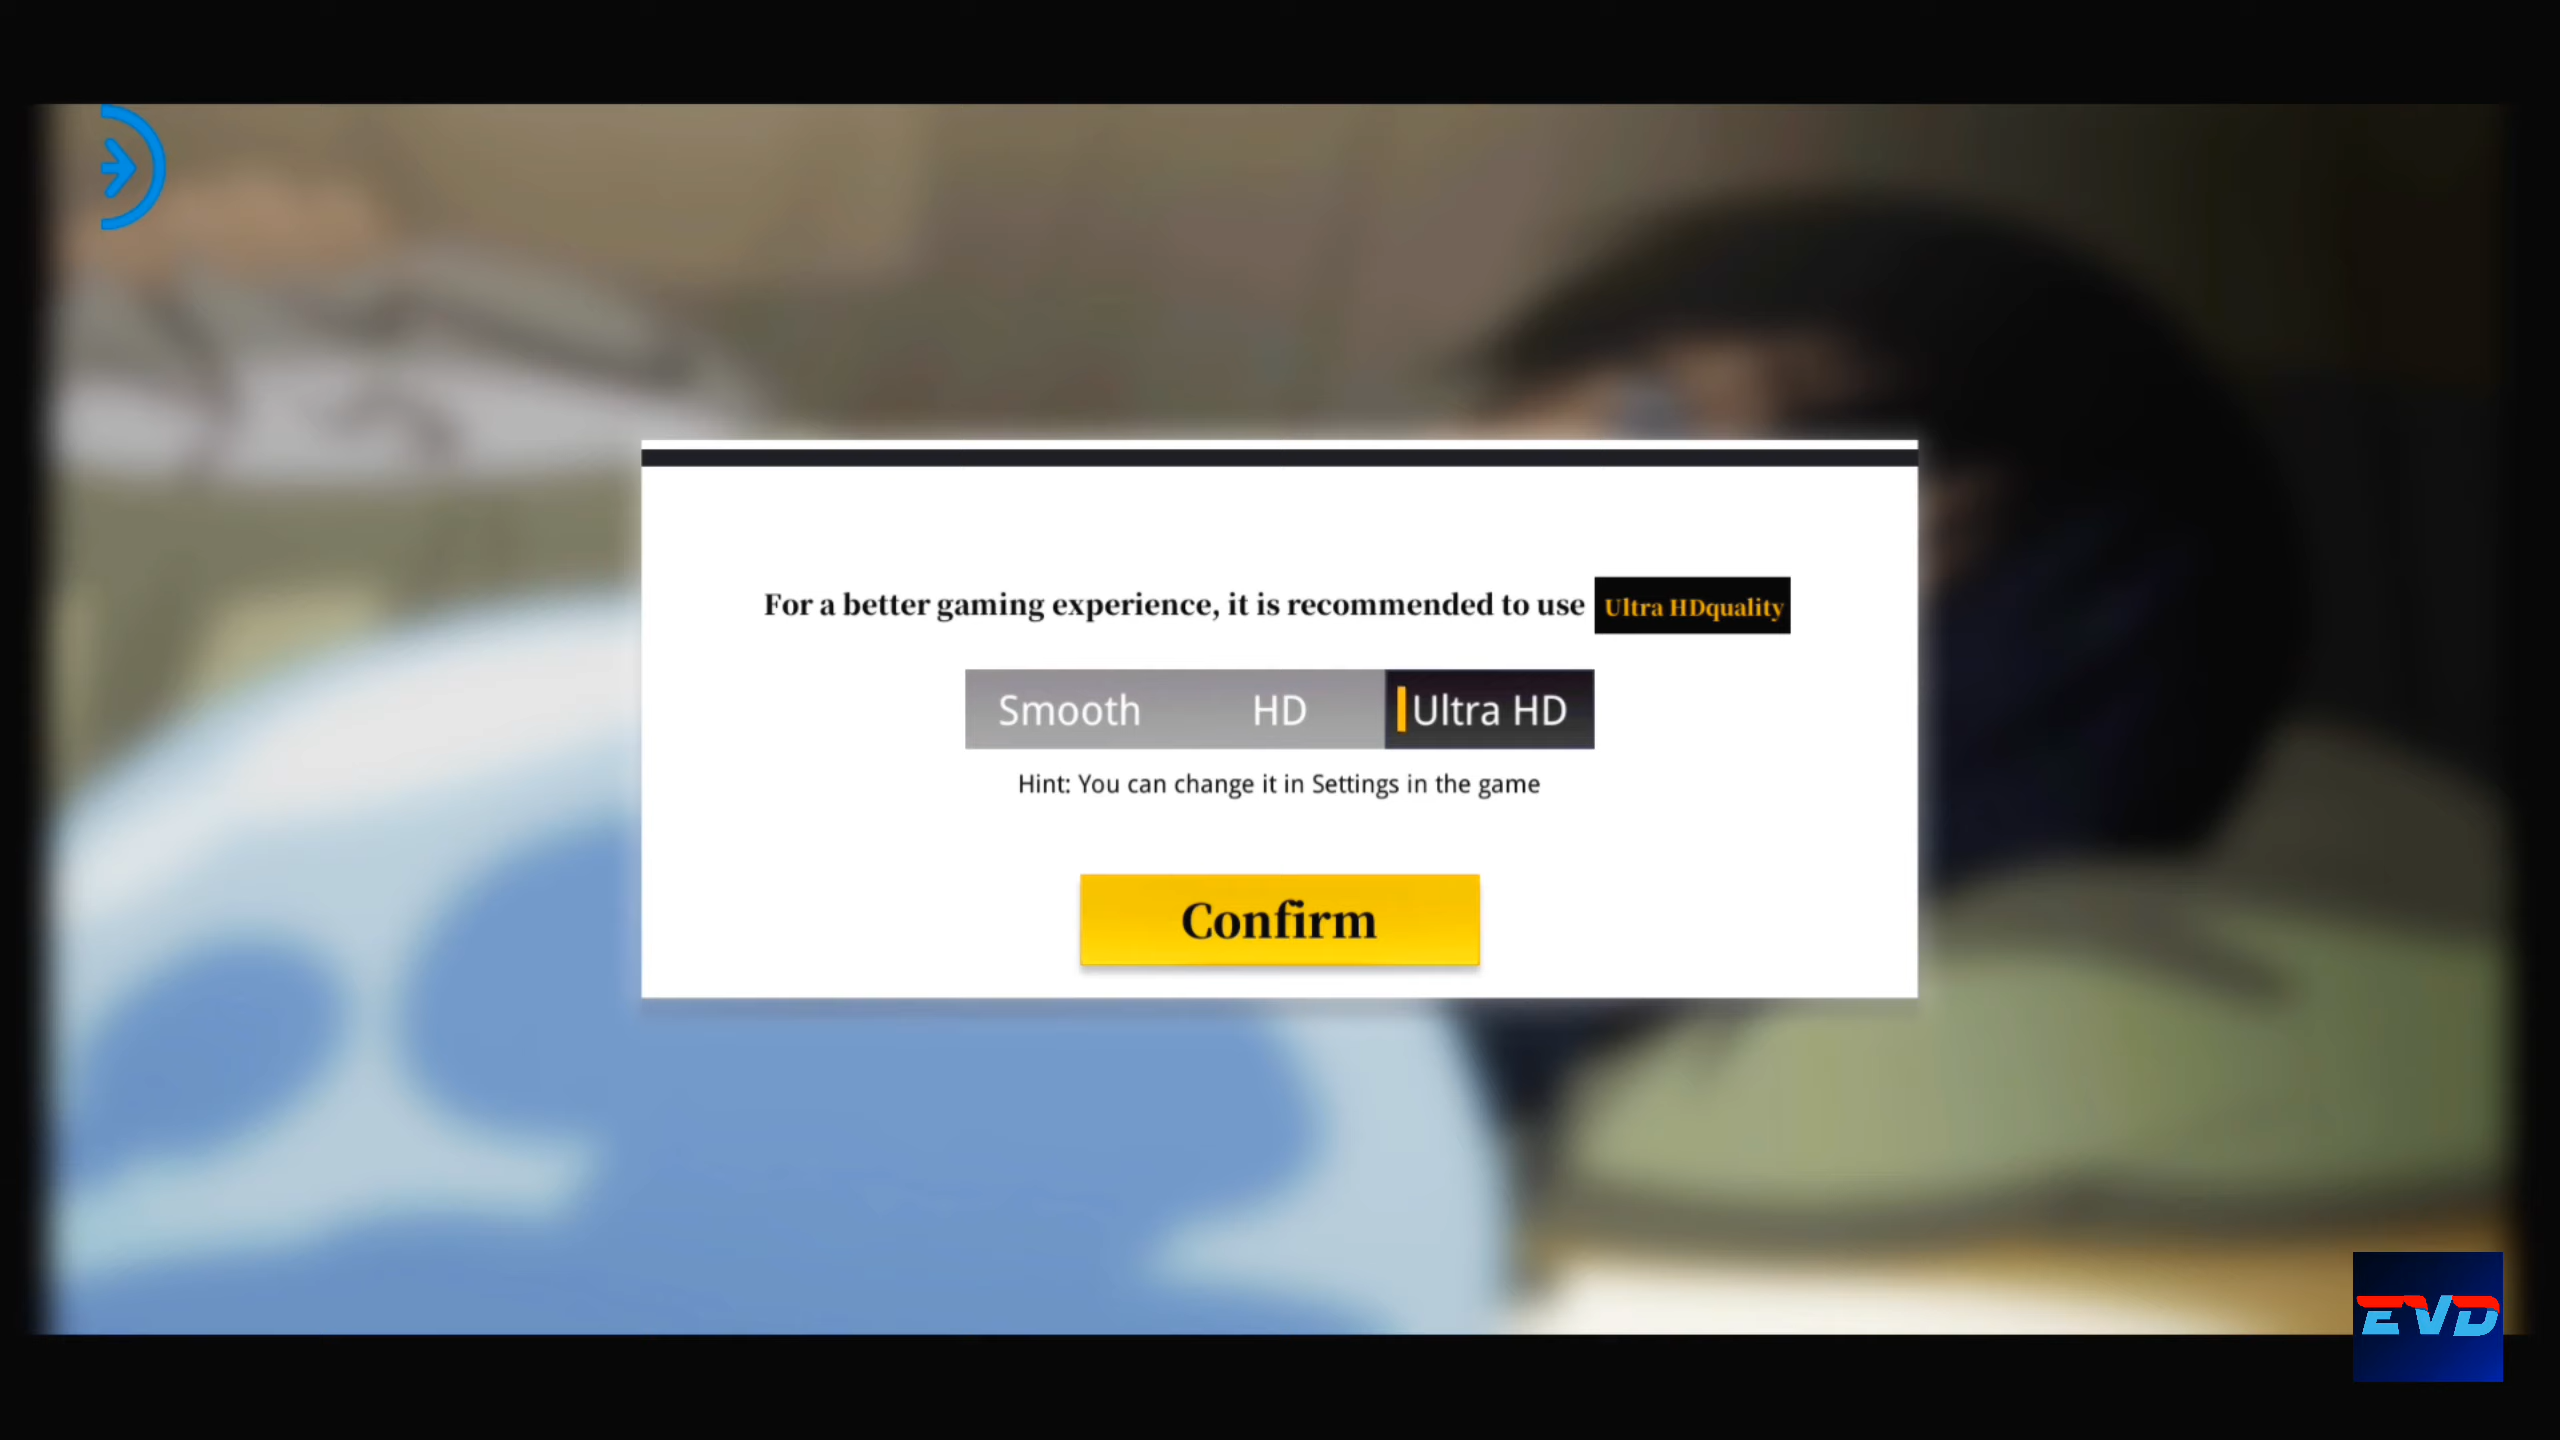 For a better gaming experience, it is recommended to use Ultra HDquality
Smooth HD Ultra HD
Hint: You can change it in Settings in the game
Confirm
EVD